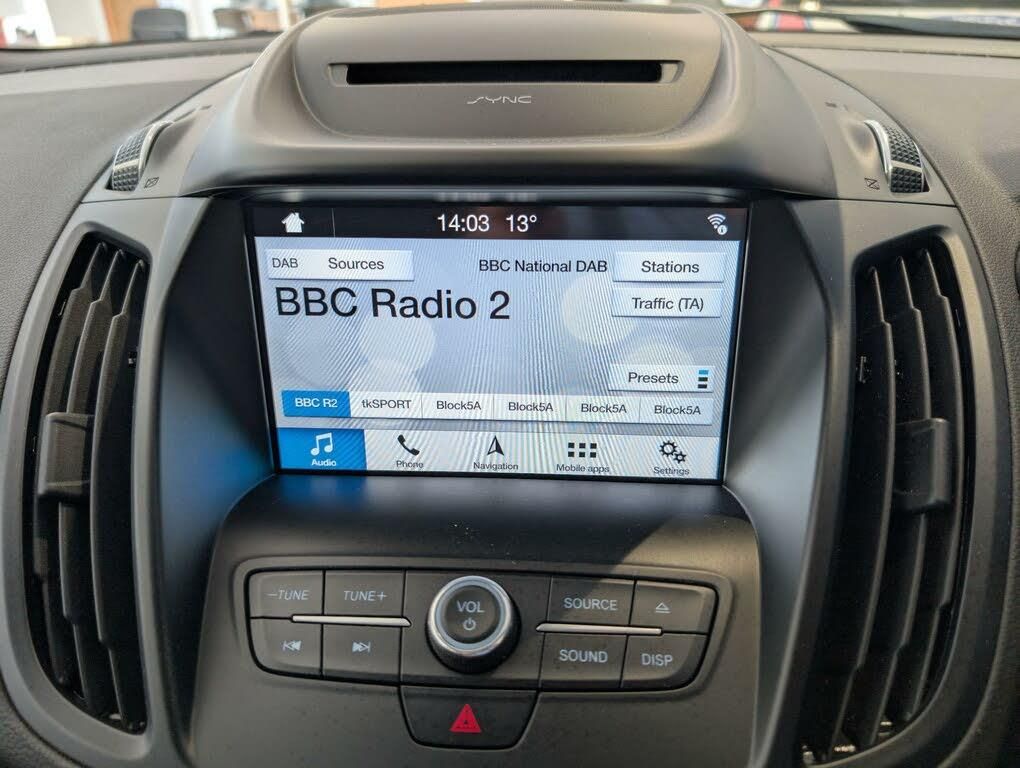 SYNC
14:03 13°
DAB Sources BBC National DAB Stations
BBC Radio 2
Traffic (TA)
Presets
BBC R2 tkSPORT Block5A Block5A Block5A Block5A
Audio Phone Navigation Mobile apps Settings
-TUNE TUNE+ VOL SOURCE
SOUND DISP